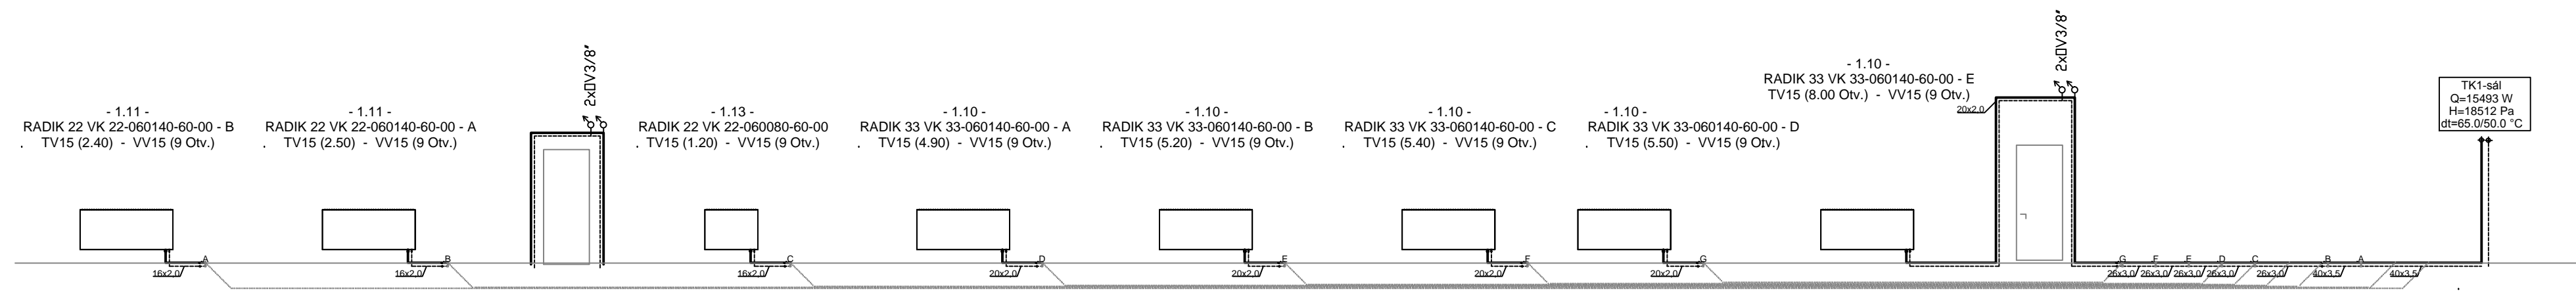 - 1.11 -
RADIK 22 VK 22-060140-60-00 - B
TV15 (2.40) - VV15 (9 Otv.)
- 1.11 -
RADIK 22 VK 22-060140-60-00 - A
TV15 (2.50) - VV15 (9 Otv.)
2x□V3/8"
- 1.13 -
RADIK 22 VK 22-060080-60-00
TV15 (1.20) - VV15 (9 Otv.)
- 1.10 -
RADIK 33 VK 33-060140-60-00 - A
TV15 (4.90) - VV15 (9 Otv.)
- 1.10 -
RADIK 33 VK 33-060140-60-00 - B
TV15 (5.20) - VV15 (9 Otv.)
- 1.10 -
RADIK 33 VK 33-060140-60-00 - C
TV15 (5.40) - VV15 (9 Otv.)
- 1.10 -
RADIK 33 VK 33-060140-60-00 - D
TV15 (5.50) - VV15 (9 Otv.)
- 1.10 -
RADIK 33 VK 33-060140-60-00 - E
TV15 (8.00 Otv.) - VV15 (9 Otv.)
20x2,0
2x□V3/8"
TK1-sál
Q=15493 W
H=18512 Pa
dt=65.0/50.0 °C
A
B
C
D
E
F
G
G F E D C B A
16x2,0
16x2,0
16x2,0
20x2,0
20x2,0
20x2,0
20x2,0
26x3,0 26x3,0 26x3,0 26x3,0 26x3,0 40x3,5 40x3,5